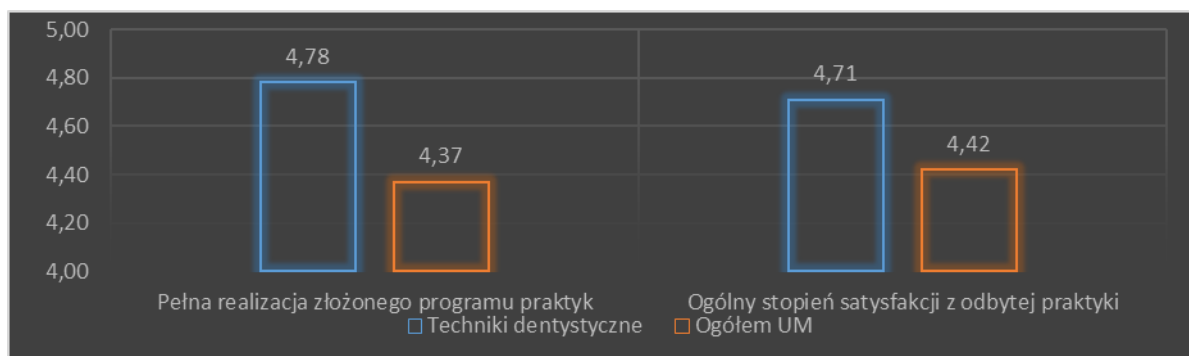 5,00
4,80
4,60
4,40
4,20
4,00
4,78
4,37
4,71
4,42
Pełna realizacja złożonego programu praktyk
Ogólny stopień satysfakcji z odbytej praktyki
Techniki dentystyczne
Ogółem UM